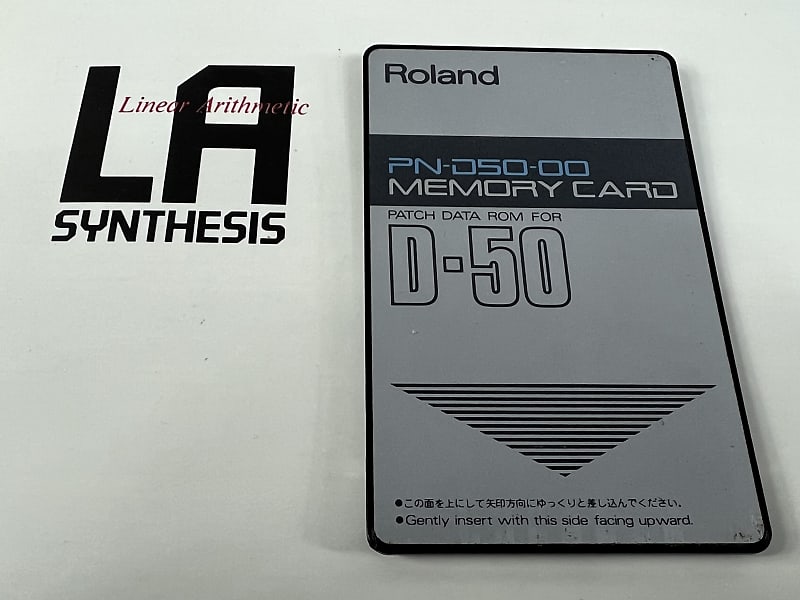 LA
Linear Arithmetic
SYNTHESIS
Roland
PN-D50-00
MEMORY CARD
PATCH DATA ROM FOR
D-50
●この面を上にして矢印方向にゆっくりと差し込んでください.
●Gently insert with this side facing upward.